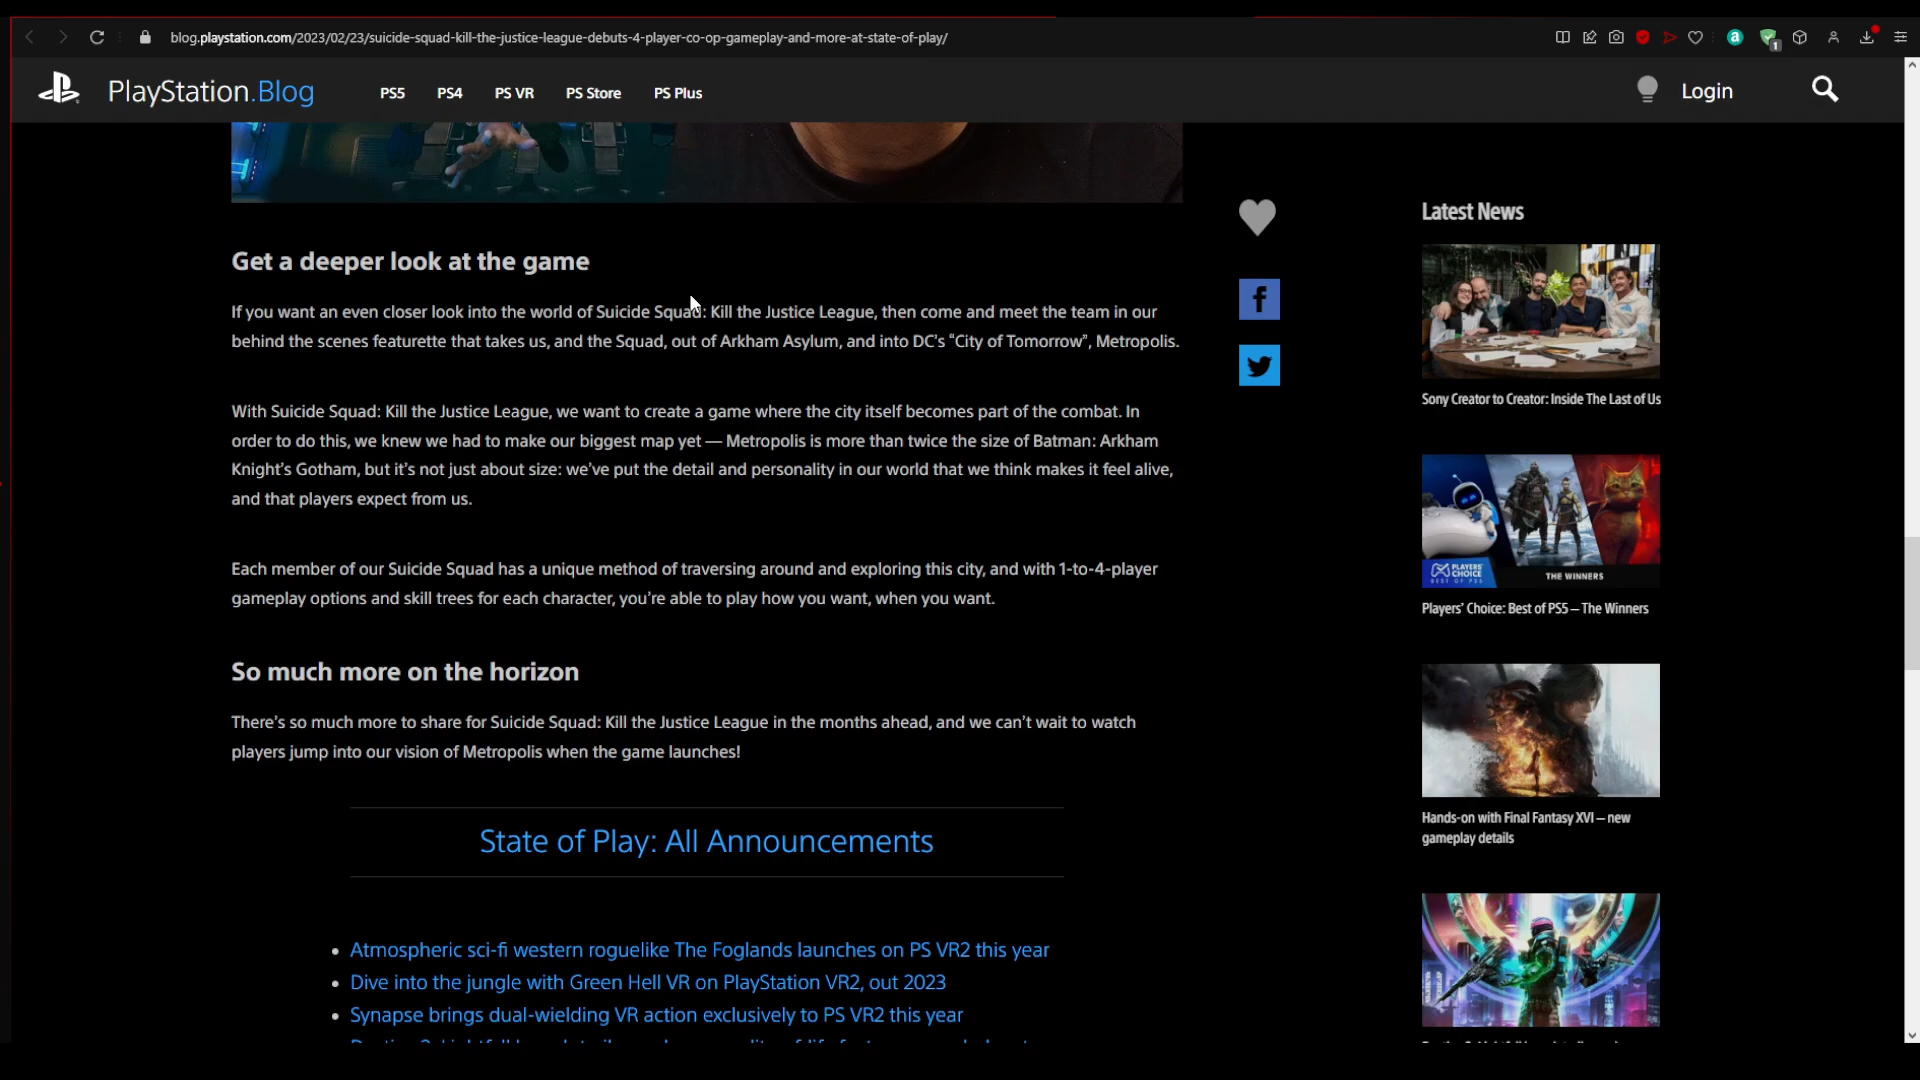 blog.playstation.com/2023/02/23/suicide-squad-kill-the-justice-league-debuts-4-player-co-op-gameplay-and-more-at-state-of-play/
1
PlayStation.Blog
PS5
PS4
PS VR
PS Store
PS Plus
Login
Get a deeper look at the game
If you want an even closer look into the world of Suicide Squad: Kill the Justice League, then come and meet the team in our
behind the scenes featurette that takes us, and the Squad, out of Arkham Asylum, and into DC's “City of Tomorrow”, Metropolis.
With Suicide Squad: Kill the Justice League, we want to create a game where the city itself becomes part of the combat. In
order to do this, we knew we had to make our biggest map yet — Metropolis is more than twice the size of Batman: Arkham
Knight's Gotham, but it's not just about size: we've put the detail and personality in our world that we think makes it feel alive,
and that players expect from us.
Each member of our Suicide Squad has a unique method of traversing around and exploring this city, and with 1-to-4-player
gameplay options and skill trees for each character, you're able to play how you want, when you want.
So much more on the horizon
There's so much more to share for Suicide Squad: Kill the Justice League in the months ahead, and we can't wait to watch
players jump into our vision of Metropolis when the game launches!
State of Play: All Announcements
• Atmospheric sci-fi western roguelike The Foglands launches on PS VR2 this year
• Dive into the jungle with Green Hell VR on PlayStation VR2, out 2023
• Synapse brings dual-wielding VR action exclusively to PS VR2 this year
Latest News
Sony Creator to Creator: Inside The Last of Us
PLAYERS' CHOICE
BEST OF PS5
THE WINNERS
Players' Choice: Best of PS5 – The Winners
Hands-on with Final Fantasy XVI – new
gameplay details